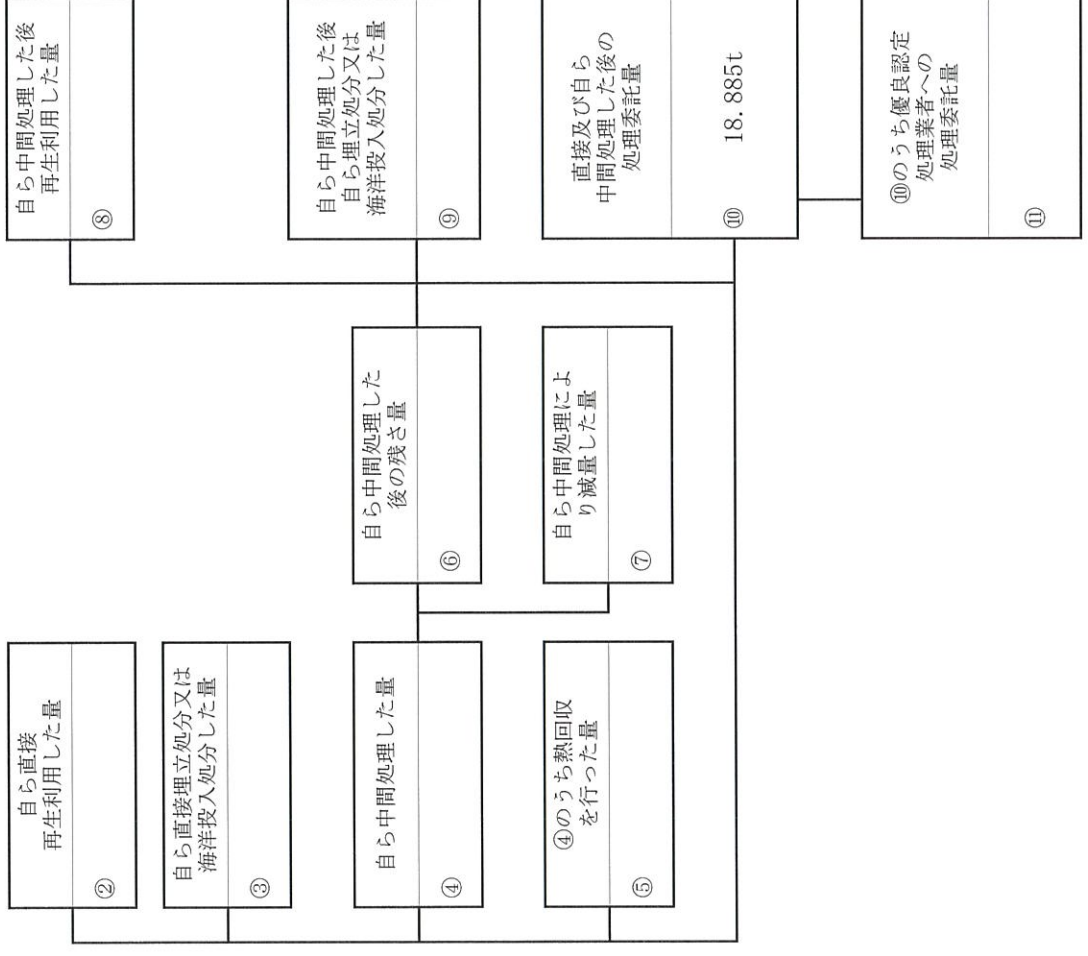 自ら直接
再生利用した量
②
自ら直接埋立処分又は
海洋投入処分した量
③
自ら中間処理した量
④
④のうち熱回収
を行った量
⑤
自ら中間処理した
後の残さ量
⑥
自ら中間処理によ
り減量した量
⑦
自ら中間処理した後
再生利用した量
⑧
自ら中間処理した後
自ら埋立処分又は
海洋投入処分した量
⑨
直接及び自ら
中間処理した後の
処理委託量
⑩ 18.885t
⑩のうち優良認定
処理業者への
処理委託量
⑪